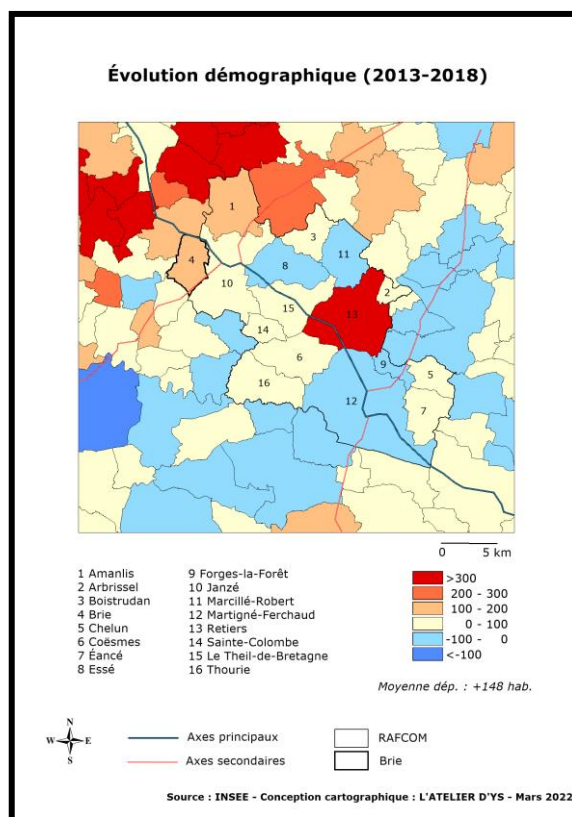 Évolution démographique (2013-2018)
1
3
4
8
11
10
2
15
13
14
6
9
5
16
12
7
0 5 km
1 Amanlis
2 Arbrissel
3 Boistrudan
4 Brie
5 Chelun
6 Coësmes
7 Éancé
8 Essé
9 Forges-la-Forêt
10 Janzé
11 Marcillé-Robert
12 Martigné-Ferchaud
13 Retiers
14 Sainte-Colombe
15 Le Theil-de-Bretagne
16 Thourie
>300
200 - 300
100 - 200
0 - 100
-100 - 0
<-100
Moyenne dép. : +148 hab.
N
W E
S
Axes principaux
Axes secondaires
RAFCOM
Brie
Source : INSEE - Conception cartographique : L'ATELIER D'YS - Mars 2022